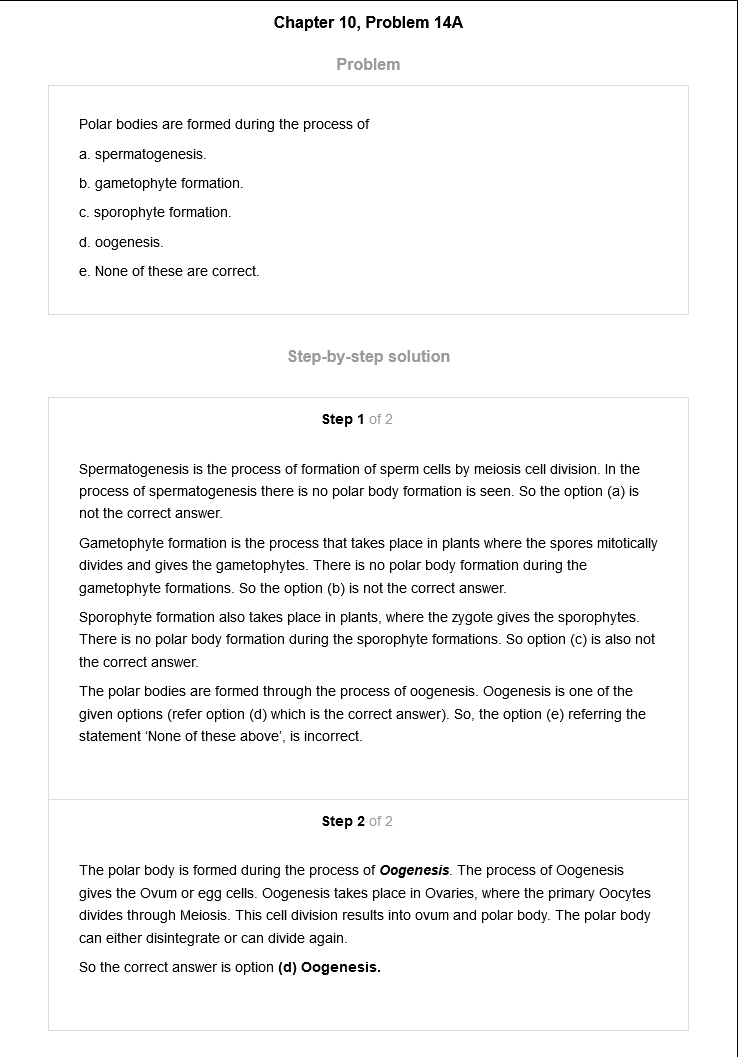 Chapter 10, Problem 14A
Problem
Polar bodies are formed during the process of
a. spermatogenesis.
b. gametophyte formation.
c. sporophyte formation.
d. oogenesis.
e. None of these are correct.
Step-by-step solution
Step 1 of 2
Spermatogenesis is the process of formation of sperm cells by meiosis cell division. In the
process of spermatogenesis there is no polar body formation is seen. So the option (a) is
not the correct answer.
Gametophyte formation is the process that takes place in plants where the spores mitotically
divides and gives the gametophytes. There is no polar body formation during the
gametophyte formations. So the option (b) is not the correct answer.
Sporophyte formation also takes place in plants, where the zygote gives the sporophytes.
There is no polar body formation during the sporophyte formations. So option (c) is also not
the correct answer.
The polar bodies are formed through the process of oogenesis. Oogenesis is one of the
given options (refer option (d) which is the correct answer). So, the option (e) referring the
statement ‘None of these above’, is incorrect.
Step 2 of 2
The polar body is formed during the process of Oogenesis. The process of Oogenesis
gives the Ovum or egg cells. Oogenesis takes place in Ovaries, where the primary Oocytes
divides through Meiosis. This cell division results into ovum and polar body. The polar body
can either disintegrate or can divide again.
So the correct answer is option (d) Oogenesis.